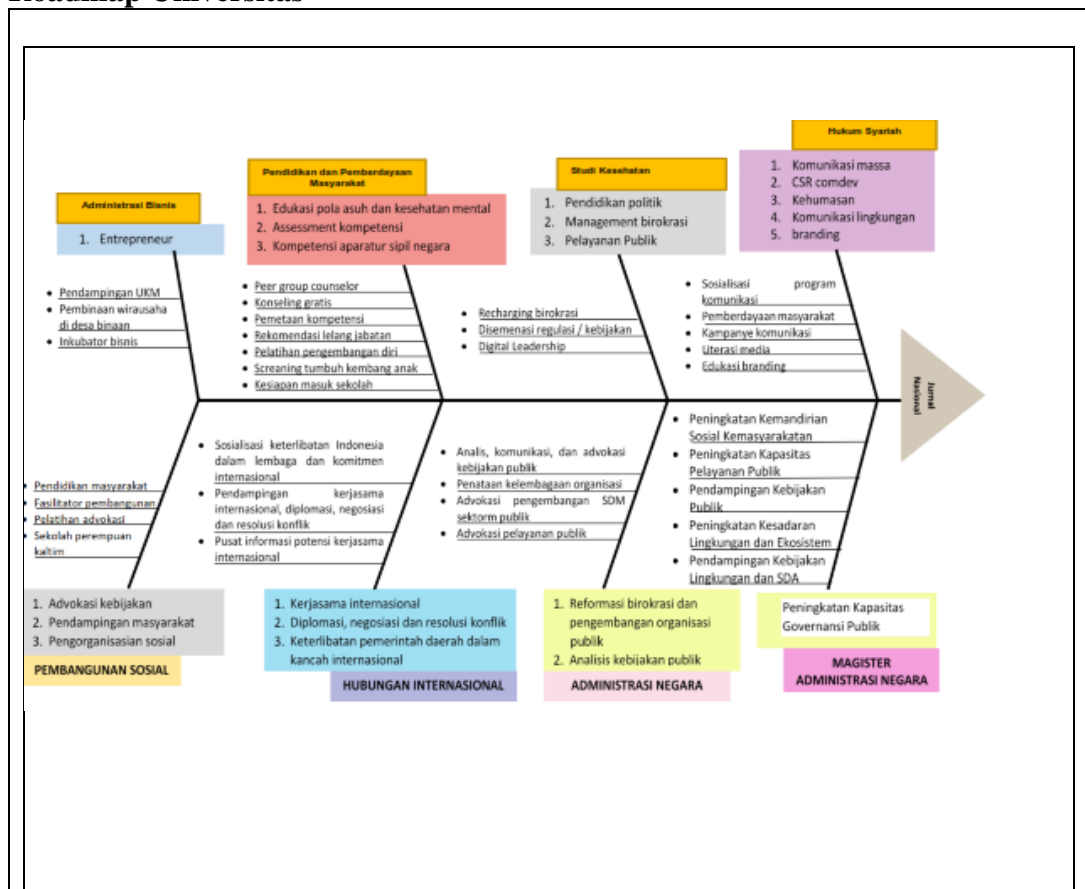 Roadmap Universitas
Hukum Syariah
1. Komunikasi massa
2. CSR comdev
3. Kehumasan
4. Komunikasi lingkungan
5. branding
Pendidikan dan Pemberdayaan
Masyarakat
1. Edukasi pola asuh dan kesehatan mental
2. Assessment kompetensi
3. Kompetensi aparatur sipil negara
Studi Kesehatan
1. Pendidikan politik
2. Management birokrasi
3. Pelayanan Publik
Administrasi Bisnis
1. Entrepreneur
• Pendampingan UKM
• Pembinaan wirausaha
di desa binaan
• Inkubator bisnis
• Peer group counselor
• Konseling gratis
• Pemetaan kompetensi
• Rekomendasi lelang jabatan
• Pelatihan pengembangan diri
• Screaning tumbuh kembang anak
• Kesiapan masuk sekolah
• Recharging birokrasi
• Disemenasi regulasi / kebijakan
• Digital Leadership
• Sosialisasi program
komunikasi
• Pemberdayaan masyarakat
• Kampanye komunikasi
• Literasi media
• Edukasi branding
Jurnal
Nasional
• Pendidikan masyarakat
• Fasilitator pembangunan
• Pelatihan advokasi
• Sekolah perempuan
kaltim
• Sosialisasi keterlibatan Indonesia
dalam lembaga dan komitmen
internasional
• Pendampingan kerjasama
internasional, diplomasi, negosiasi
dan resolusi konflik
• Pusat informasi potensi kerjasama
internasional
• Analis, komunikasi, dan advokasi
kebijakan publik
• Penataan kelembagaan organisasi
• Advokasi pengembangan SDM
sektorm publik
• Advokasi pelayanan publik
• Peningkatan Kemandirian
Sosial Kemasyarakatan
• Peningkatan Kapasitas
Pelayanan Publik
• Pendampingan Kebijakan
Publik
• Peningkatan Kesadaran
Lingkungan dan Ekosistem
• Pendampingan Kebijakan
Lingkungan dan SDA
1. Advokasi kebijakan
2. Pendampingan masyarakat
3. Pengorganisasian sosial
PEMBANGUNAN SOSIAL
1. Kerjasama internasional
2. Diplomasi, negosiasi dan resolusi konflik
3. Keterlibatan pemerintah daerah dalam
kancah internasional
HUBUNGAN INTERNASIONAL
1. Reformasi birokrasi dan
pengembangan organisasi
publik
2. Analisis kebijakan publik
ADMINISTRASI NEGARA
Peningkatan Kapasitas
Governansi Publik
MAGISTER
ADMINISTRASI NEGARA